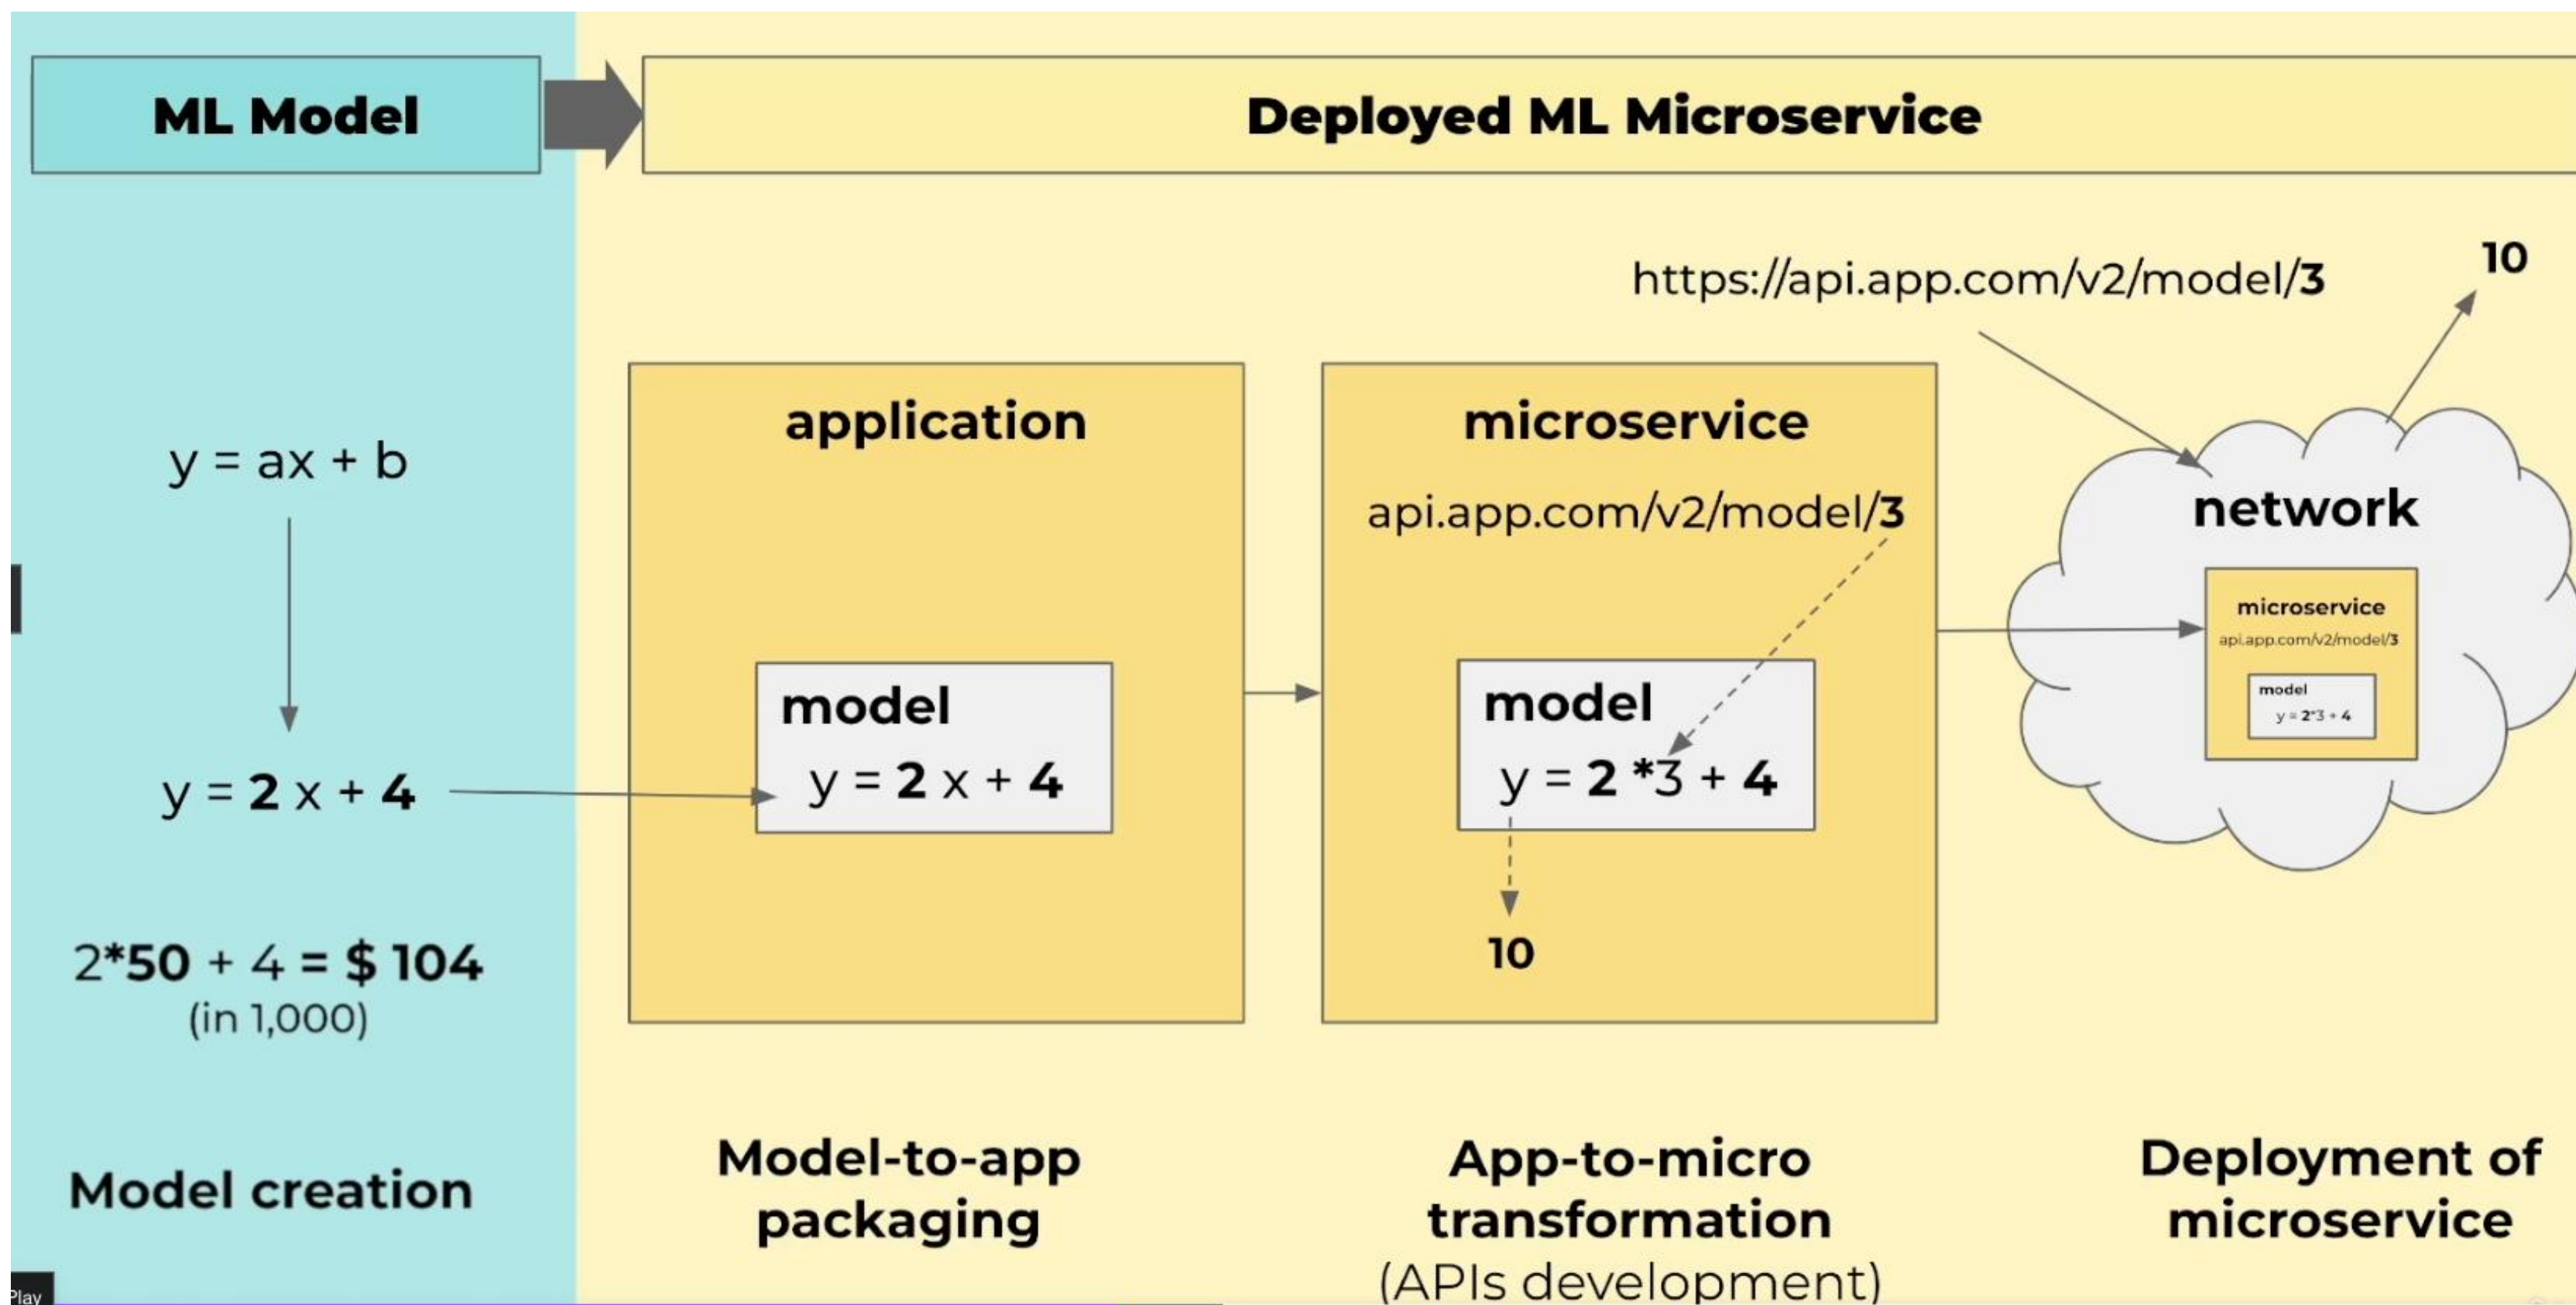 ML Model
Deployed ML Microservice
https://api.app.com/v2/model/3
10
y = ax + b
y = 2 x + 4
2*50 + 4 = $ 104
(in 1,000)
Model creation
application
model
y = 2 x + 4
Model-to-app
packaging
microservice
api.app.com/v2/model/3
model
y = 2 *3 + 4
10
App-to-micro
transformation
(APIs development)
network
microservice
api.app.com/v2/model/3
model
y = 2*3 + 4
Deployment of
microservice
Play